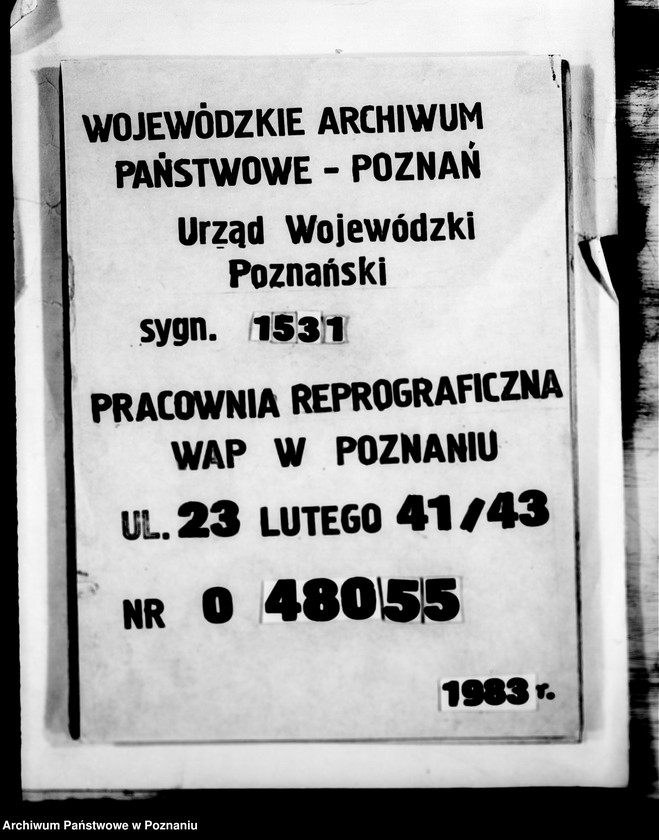 WOJEWÓDZKIE ARCHIWUM
PAŃSTWOWE - POZNAŃ
Urząd Wojewódzki
Poznański
sygn. 1531
PRACOWNIA REPROGRAFICZNA
WAP W POZNANIU
UL. 23 LUTEGO 41/43
NR 0 48055
1983 r.
Archiwum Państwowe w Poznaniu